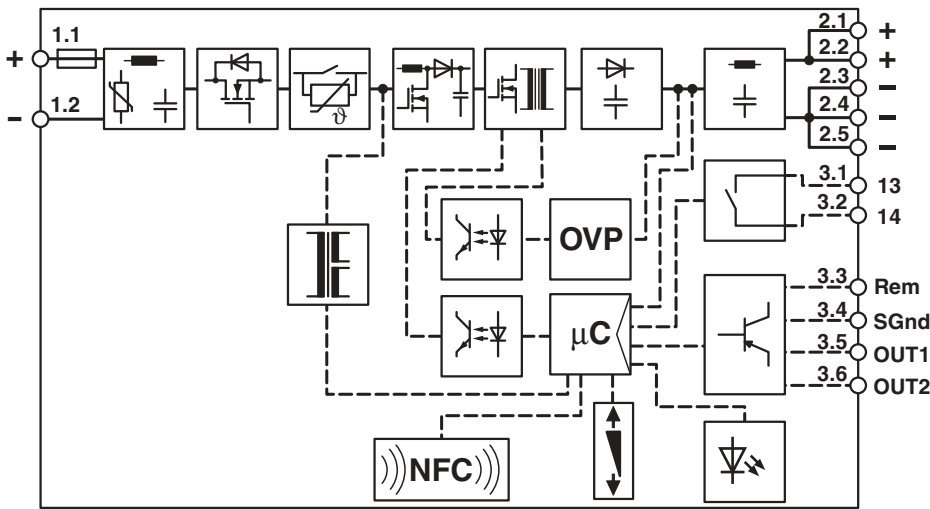 1.1
+
1.2
−
ϑ
2.1 +
2.2 +
2.3 −
2.4 −
2.5 −
3.1 13
3.2 14
OVP
3.3 Rem
3.4 SGnd
µC
3.5 OUT1
3.6 OUT2
NFC